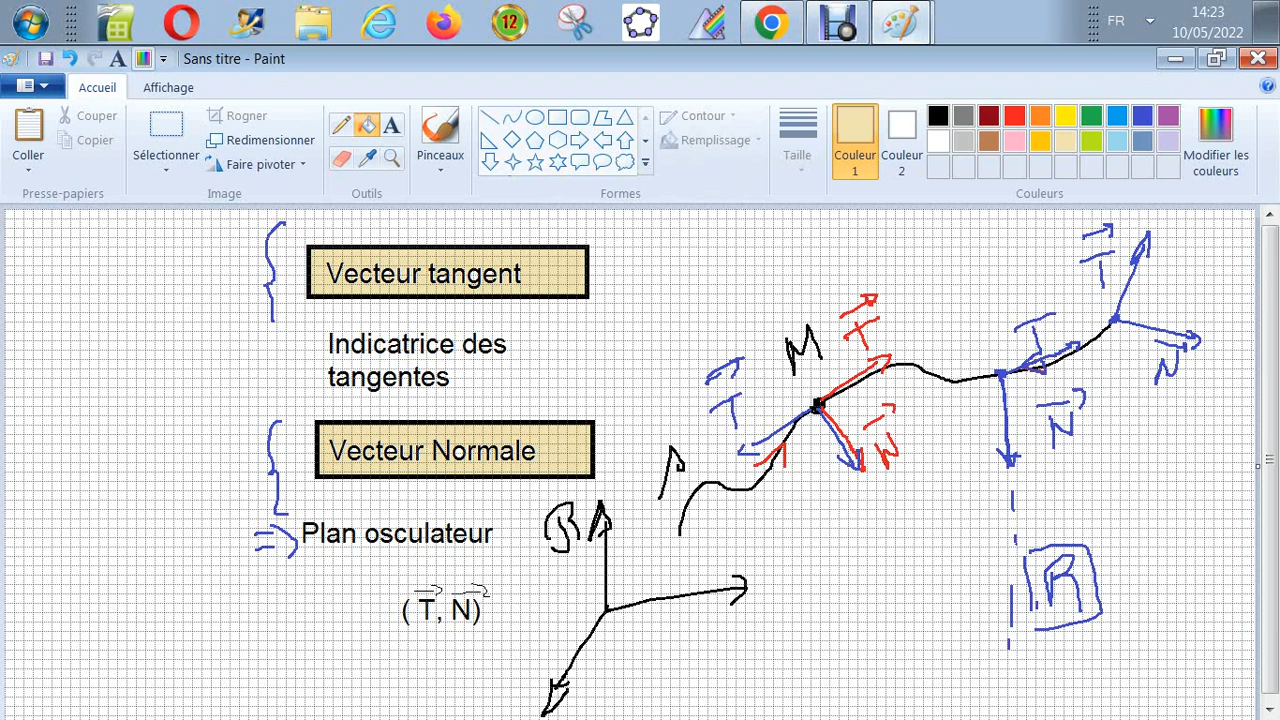 12
FR
14:23
10/05/2022
Sans titre - Paint
Accueil
Affichage
Coller
Couper
Copier
Presse-papiers
Sélectionner
Rogner
Redimensionner
Faire pivoter
Image
A
Outils
Pinceaux
Contour
Remplissage
Formes
Taille
Couleur 1
Couleur 2
Modifier les couleurs
Couleurs
Vecteur tangent
Indicatrice des
tangentes
Vecteur Normale
Plan osculateur
(T, N)
M
T
N
T
T
N
T
N
R